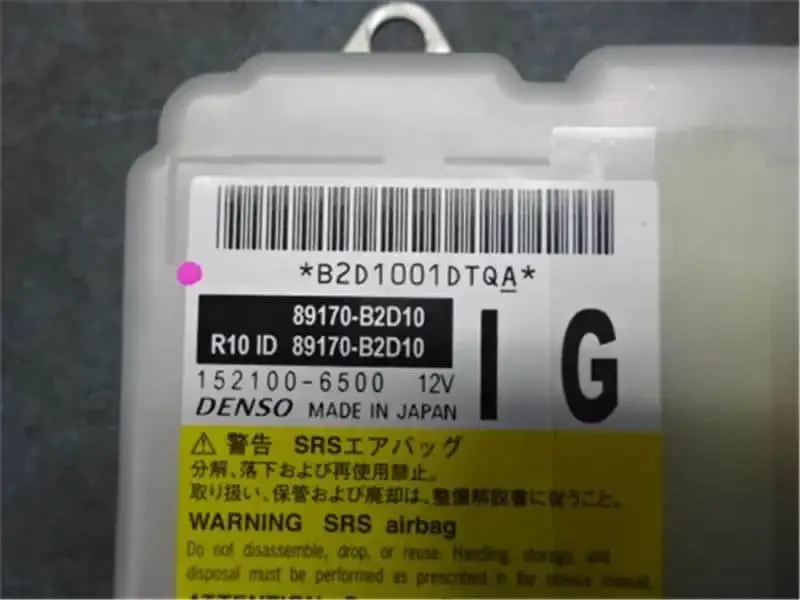 *B2D1001DTQA*
89170-B2D10
R10 ID 89170-B2D10
I G
152100-6500 12V
DENSO MADE IN JAPAN
⚠ 警告 SRSエアバッグ
分解、落下および再使用禁止。
取り扱い、保管および廃却は、整備解説書に従うこと。
WARNING SRS airbag
Do not disassemble, drop, or reuse. Handling, storage, and
disposal must be performed as prescribed in the service manual.
ATTENTION